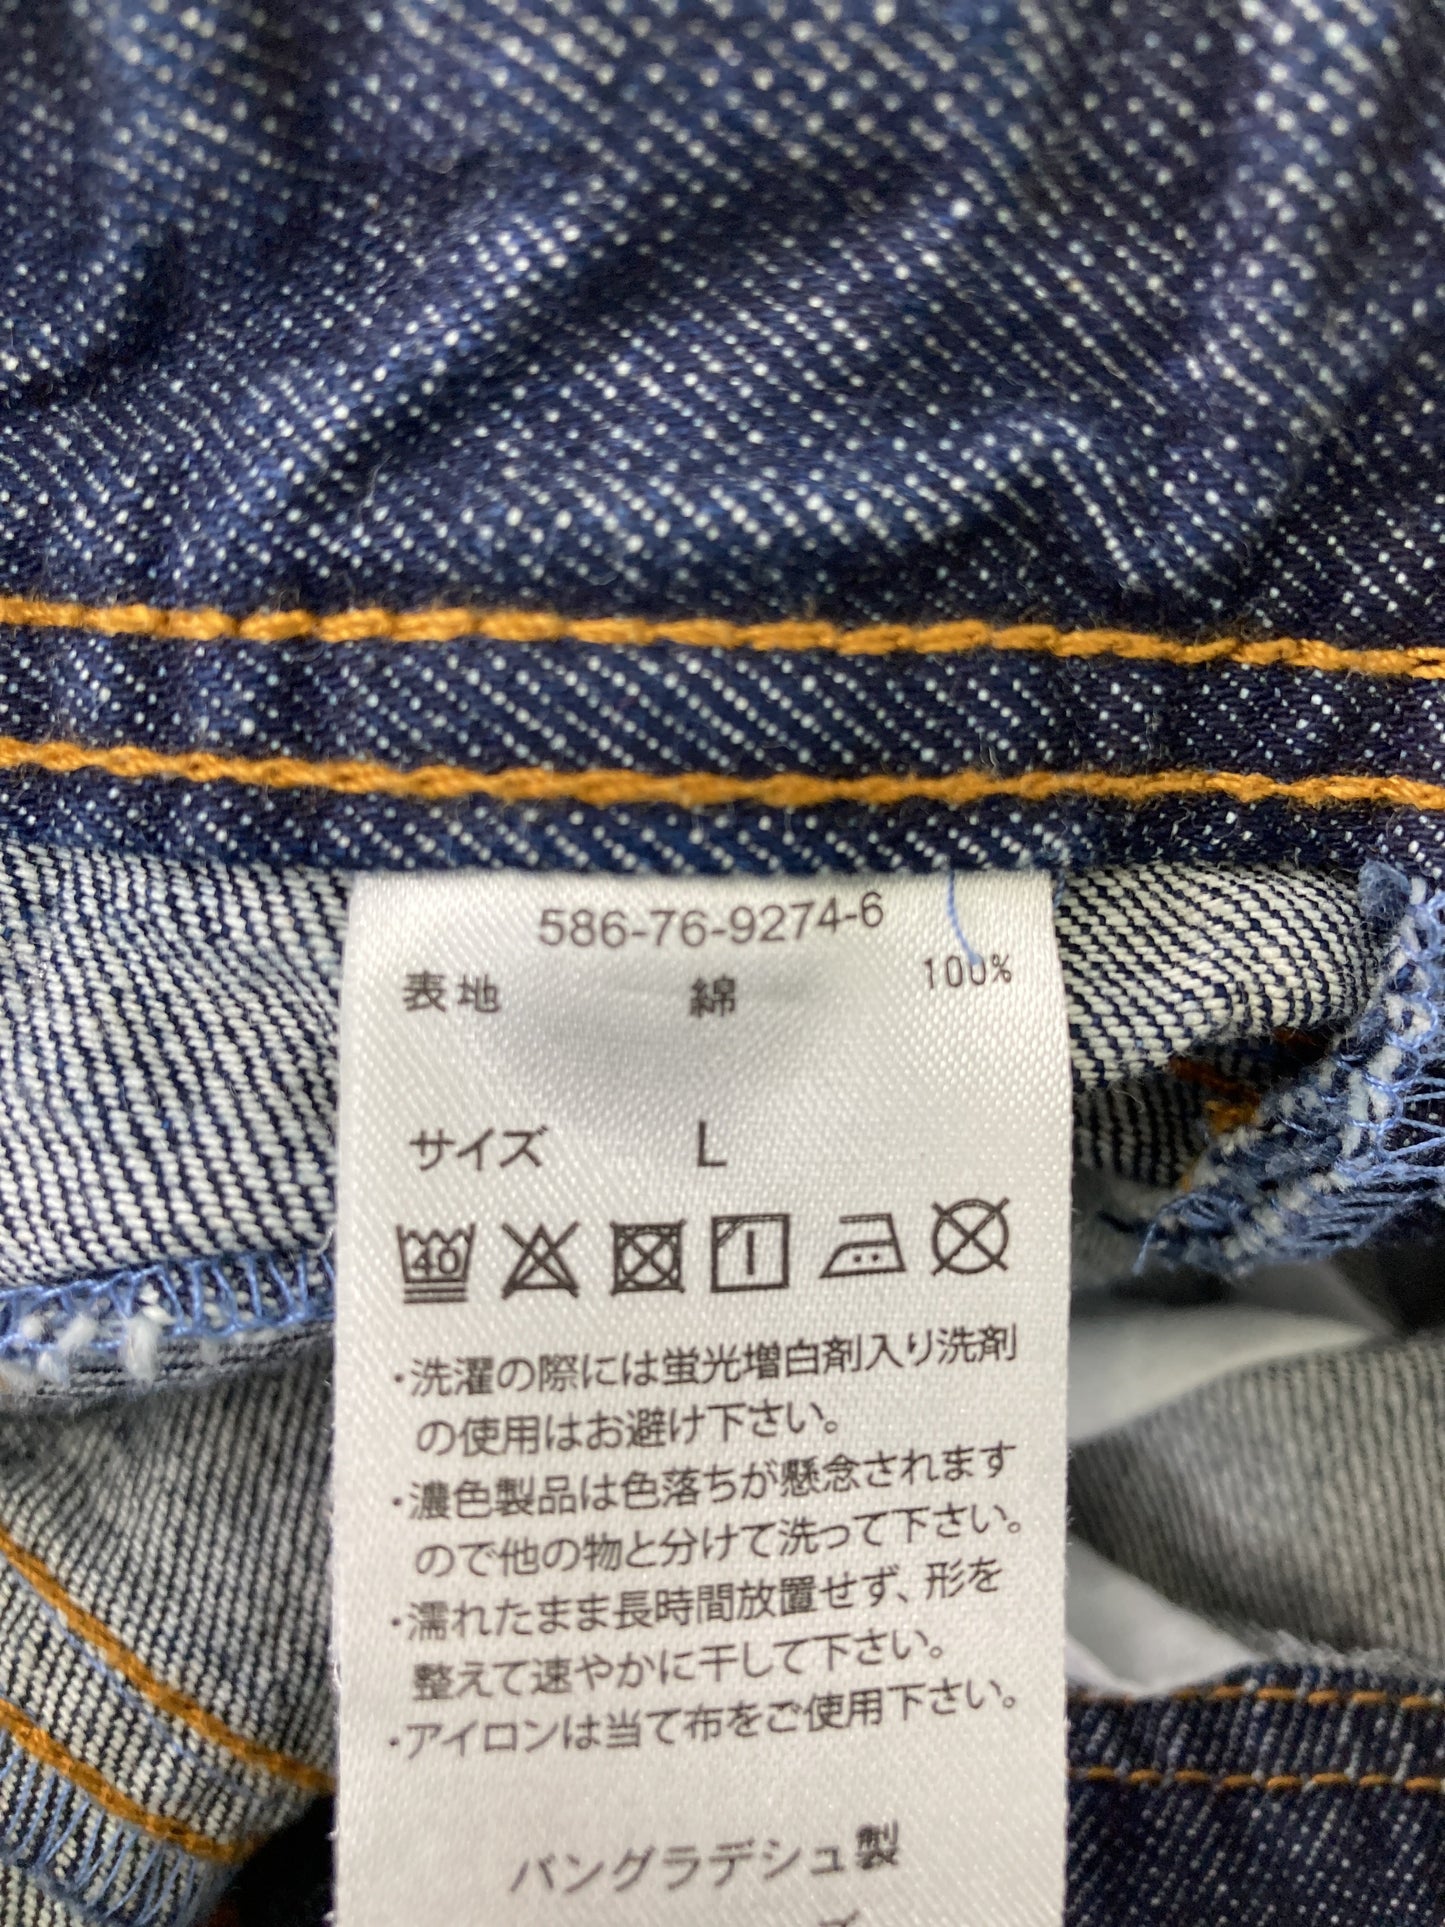 586-76-9274-6
表地 綿 100%
サイズ L
40
・洗濯の際には蛍光増白剤入り洗剤
の使用はお避け下さい。
・濃色製品は色落ちが懸念されます
ので他の物と分けて洗って下さい。
・濡れたまま長時間放置せず、形を
整えて速やかに干して下さい。
・アイロンは当て布をご使用下さい。
バングラデシュ製